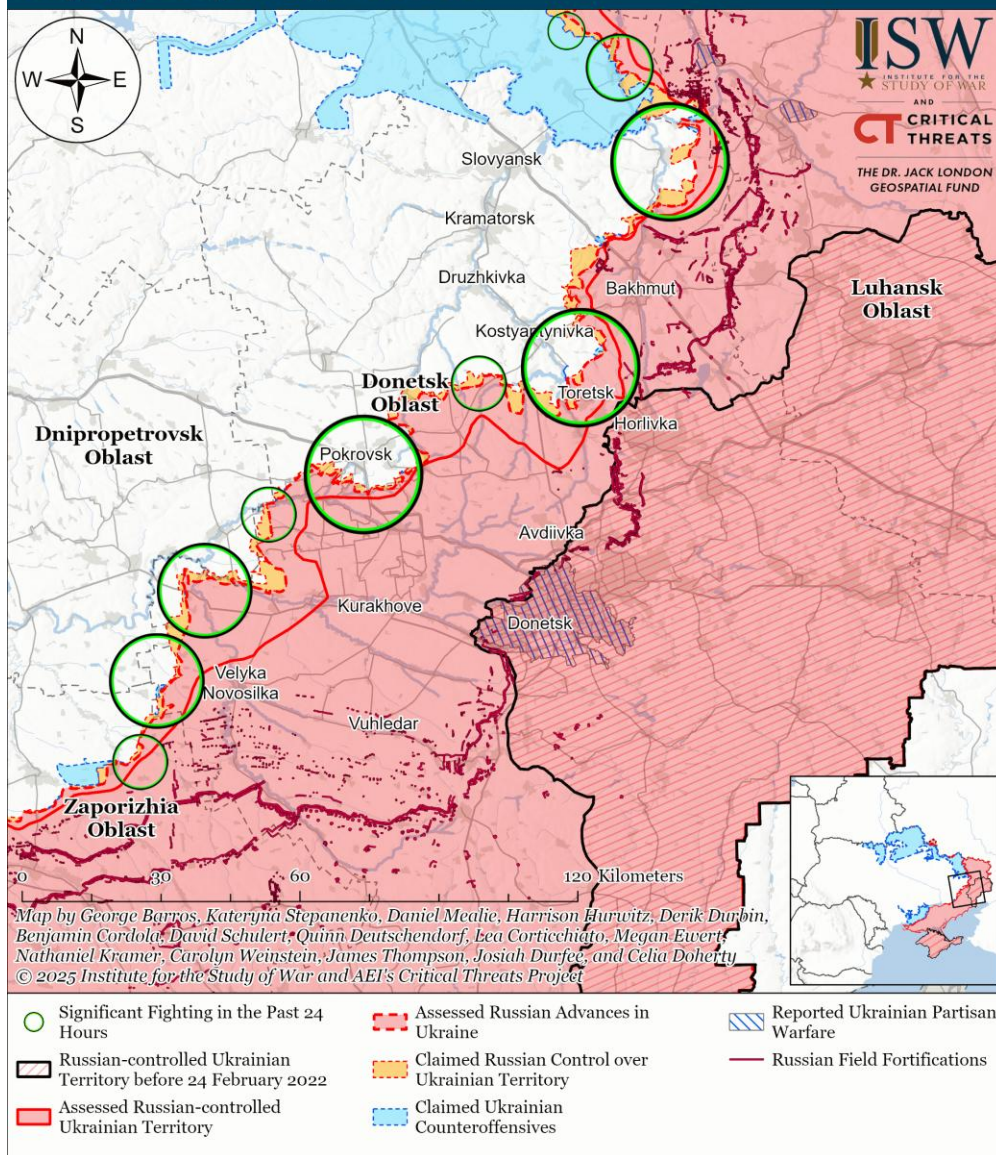 N
W E
S
ISW
INSTITUTE FOR THE
STUDY OF WAR
AND
CT CRITICAL
THREATS
THE DR. JACK LONDON
GEOSPATIAL FUND
Slovyansk
Kramatorsk
Druzhkivka
Bakhmut
Luhansk
Oblast
Kostyantynivka
Donetsk
Oblast
Toretsk
Horlivka
Dnipropetrovsk
Oblast
Pokrovsk
Avdiivka
Kurakhove
Donetsk
Velyka
Novosilka
Vuhledar
Zaporizhia
Oblast
0 30 60 120 Kilometers
Map by George Barros, Kateryna Stepanenko, Daniel Mealie, Harrison Hurwitz, Derik Durbin,
Benjamin Cordola, David Schulert, Quinn Deutschendorf, Lea Corticchiato, Megan Ewert,
Nathaniel Kramer, Carolyn Weinstein, James Thompson, Josiah Durfee, and Celia Doherty
© 2025 Institute for the Study of War and AEI's Critical Threats Project
Significant Fighting in the Past 24
Hours
Russian-controlled Ukrainian
Territory before 24 February 2022
Assessed Russian-controlled
Ukrainian Territory
Assessed Russian Advances in
Ukraine
Claimed Russian Control over
Ukrainian Territory
Claimed Ukrainian
Counteroffensives
Reported Ukrainian Partisan
Warfare
Russian Field Fortifications